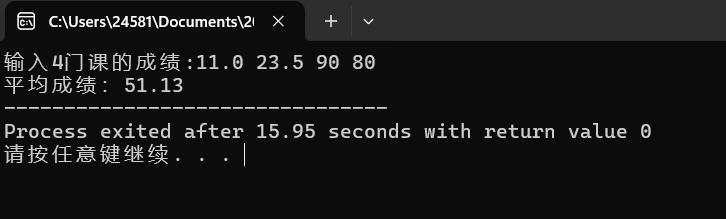 C:\Users\24581\Documents\20
输入4门课的成绩:11.0 23.5 90 80
平均成绩: 51.13
--------------------------------
Process exited after 15.95 seconds with return value 0
请按任意键继续. . .